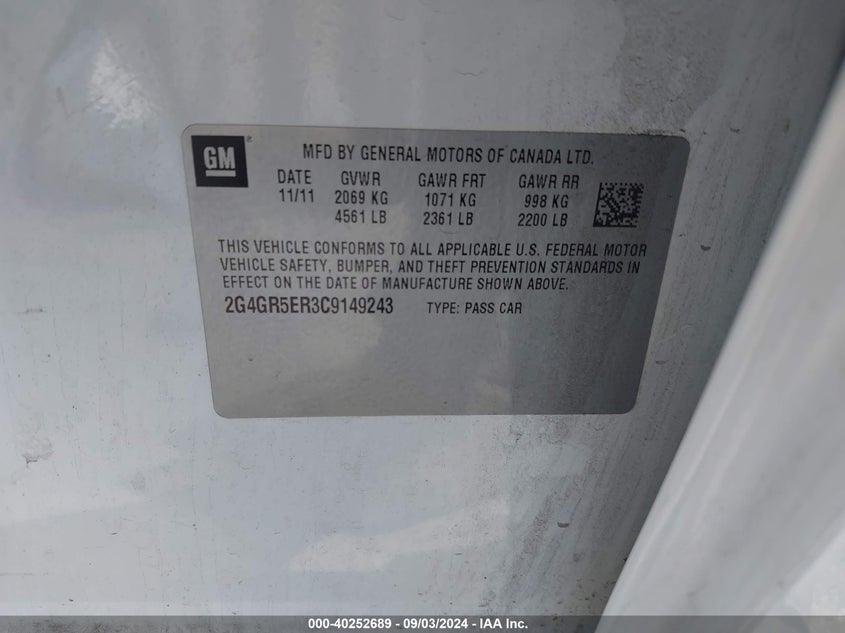 GM
MFD BY GENERAL MOTORS OF CANADA LTD.
DATE GVWR GAWR FRT GAWR RR
11/11 2069 KG 1071 KG 998 KG
4561 LB 2361 LB 2200 LB
THIS VEHICLE CONFORMS TO ALL APPLICABLE U.S. FEDERAL MOTOR
VEHICLE SAFETY, BUMPER, AND THEFT PREVENTION STANDARDS IN
EFFECT ON THE DATE OF MANUFACTURE SHOWN ABOVE.
2G4GR5ER3C9149243 TYPE: PASS CAR
000-40252689 - 09/03/2024 - IAA Inc.